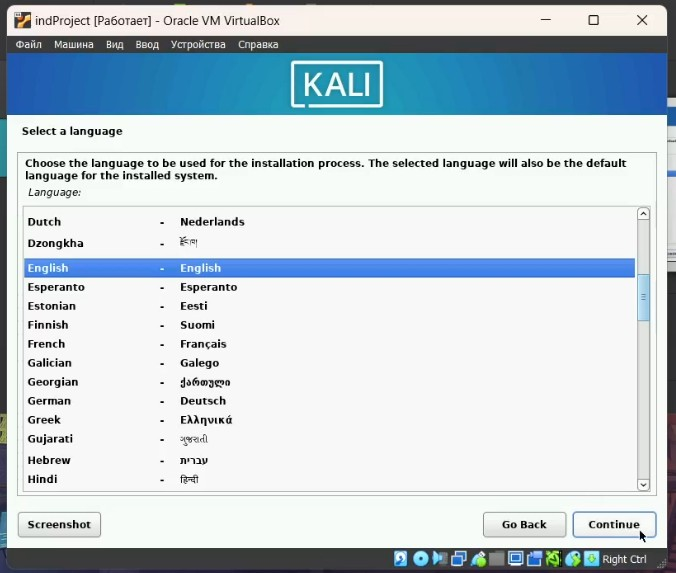 indProject [Работает] - Oracle VM VirtualBox
Файл Машина Вид Ввод Устройства Справка
KALI
Select a language
Choose the language to be used for the installation process. The selected language will also be the default
language for the installed system.
Language:
Dutch - Nederlands
Dzongkha - རྫོང་ཁ།
English - English
Esperanto - Esperanto
Estonian - Eesti
Finnish - Suomi
French - Français
Galician - Galego
Georgian - ქართული
German - Deutsch
Greek - Ελληνικά
Gujarati - ગુજરાતી
Hebrew - עברית
Hindi - हिन्दी
Screenshot Go Back Continue
Right Ctrl